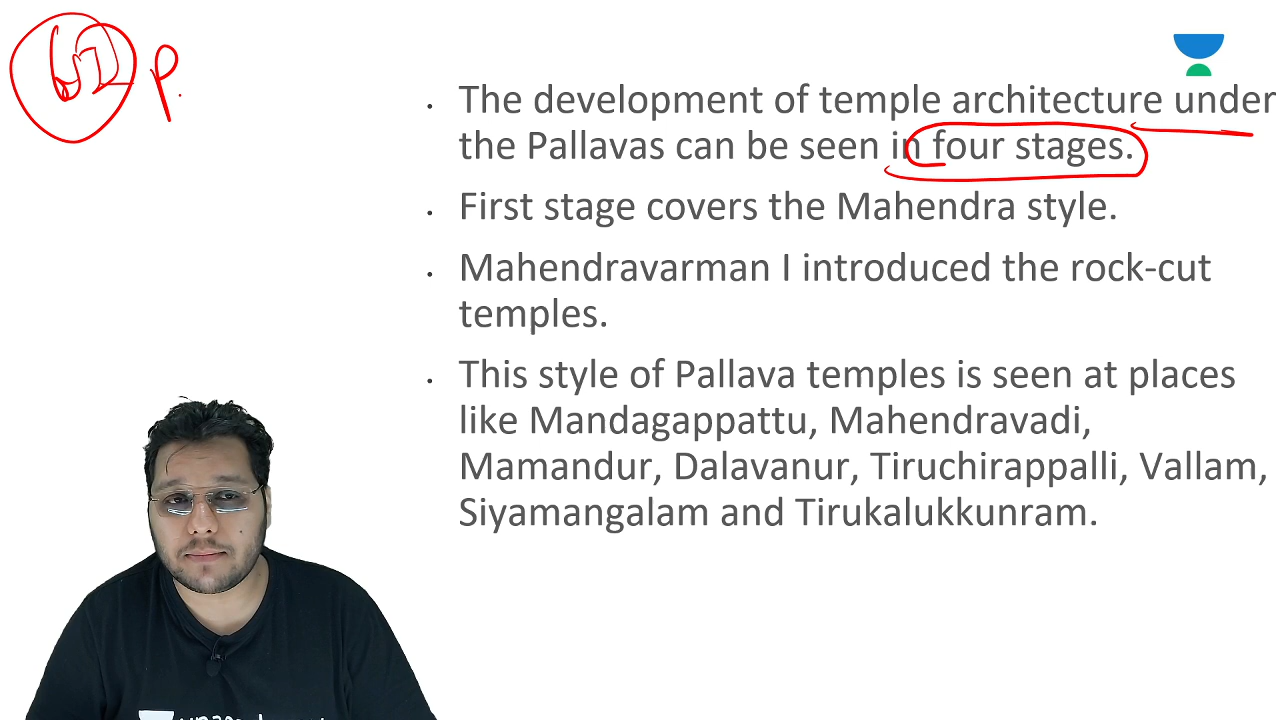 P.
• The development of temple architecture under
the Pallavas can be seen in four stages.
• First stage covers the Mahendra style.
• Mahendravarman I introduced the rock-cut
temples.
• This style of Pallava temples is seen at places
like Mandagappattu, Mahendravadi,
Mamandur, Dalavanur, Tiruchirappalli, Vallam,
Siyamangalam and Tirukalukkunram.